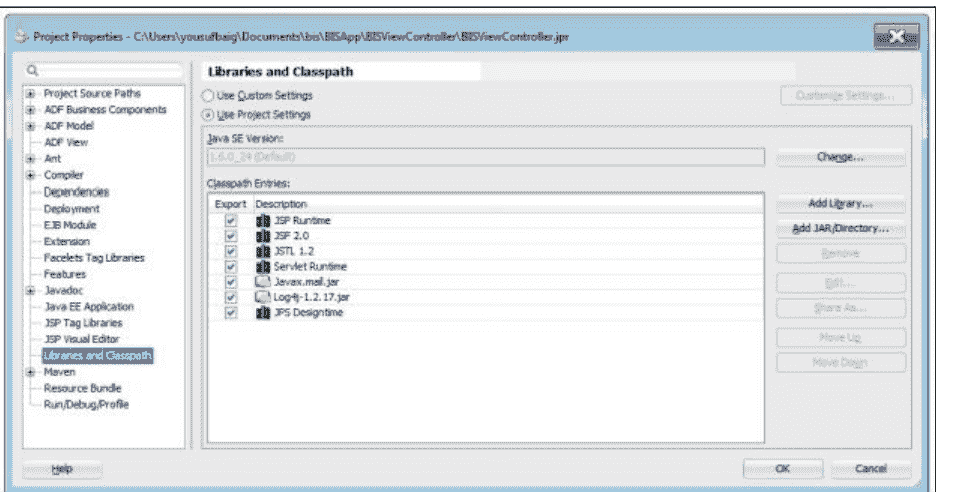 Project Properties - C:\Users\yousufbaig\Documents\bis\BISApp\BISViewController\BISViewController.jpr
Libraries and Classpath
Use Custom Settings
Customize Settings...
Use Project Settings
Java SE Version:
1.6.0_24 (Default)
Change...
Classpath Entries:
Export Description
JSP Runtime
JSF 2.0
JSTL 1.2
Servlet Runtime
Javax.mail.jar
Log4j-1.2.17.jar
JPS Designtime
Add Library...
Add JAR/Directory...
Remove
Edit...
Share As...
Move Up
Move Down
Project Source Paths
ADF Business Components
ADF Model
ADF View
Ant
Compiler
Dependencies
Deployment
EJB Module
Extension
Facelets Tag Libraries
Features
Javadoc
Java EE Application
JSP Tag Libraries
JSP Visual Editor
Libraries and Classpath
Maven
Resource Bundle
Run/Debug/Profile
Help
OK
Cancel